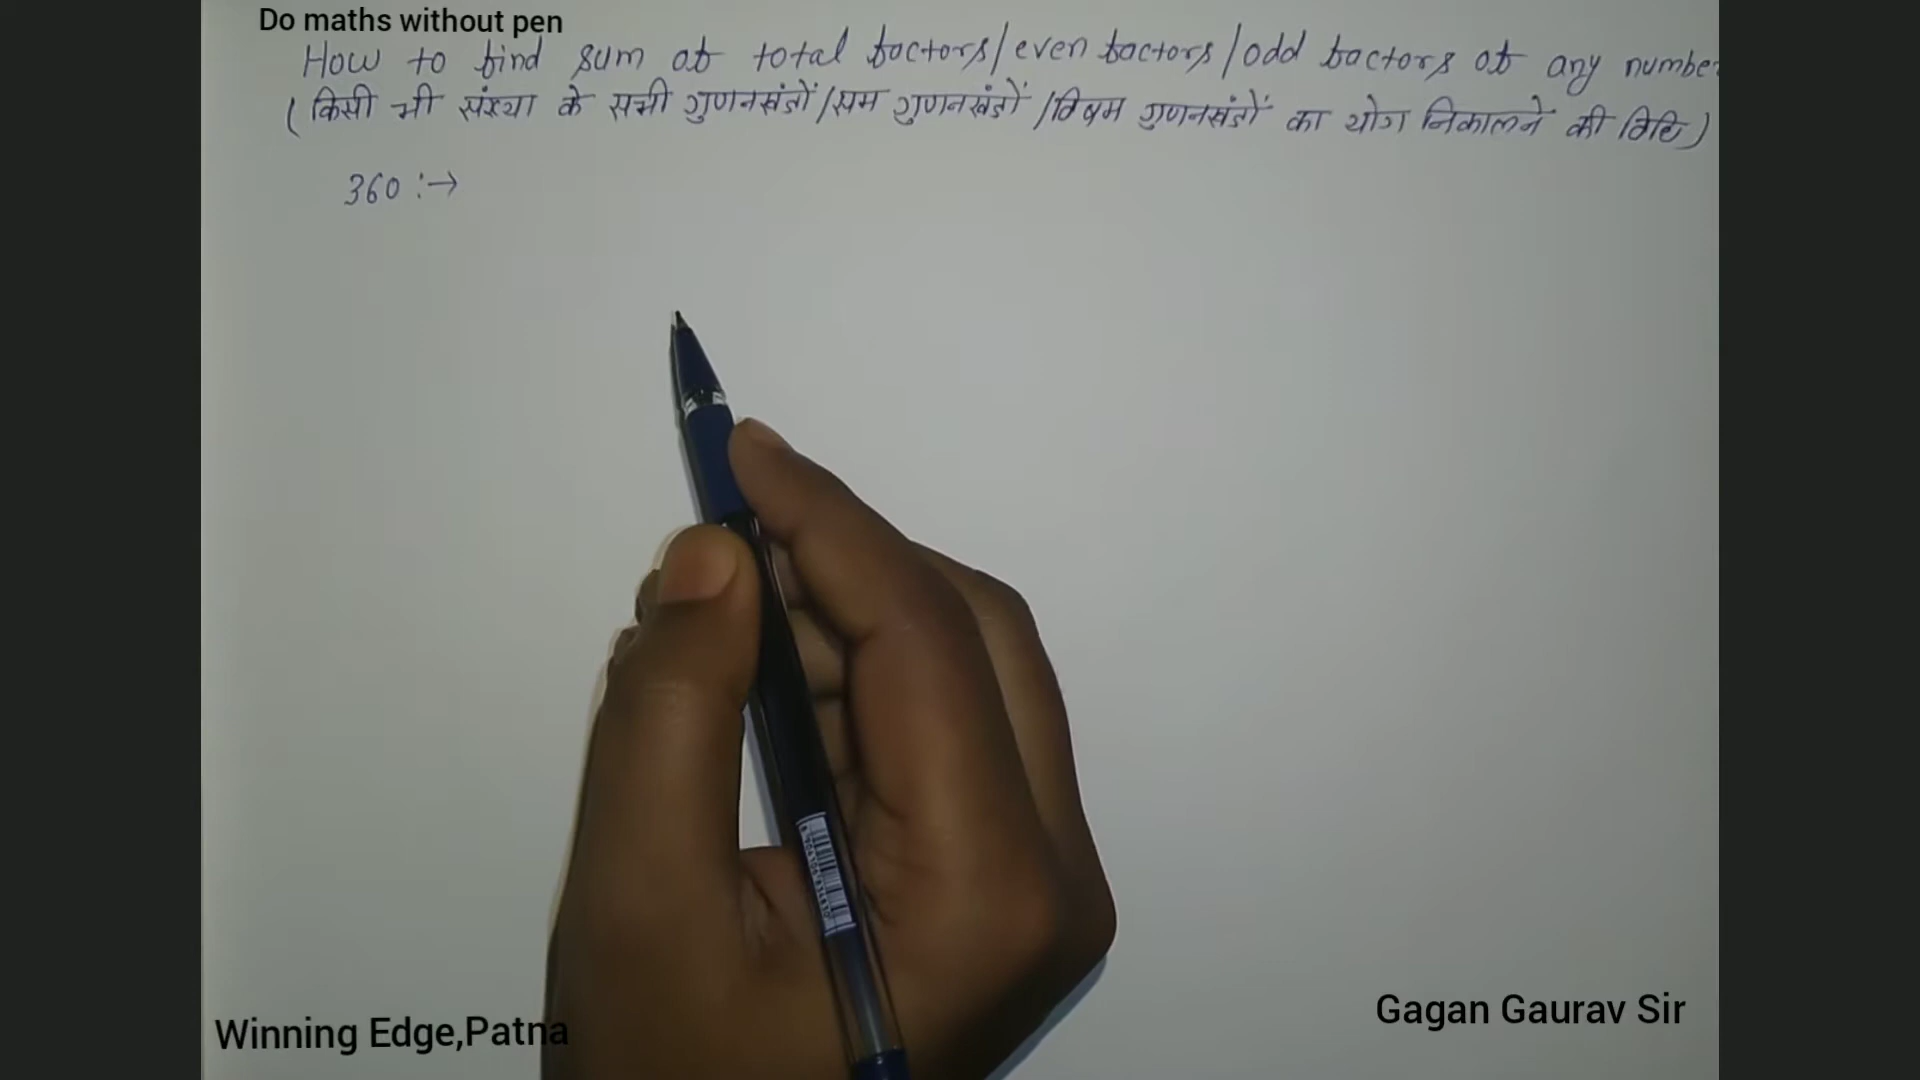 Do maths without pen
How to find sum of total factors/even factors/odd factors of any number
(किसी भी संख्या के सभी गुणनखंडों/सम गुणनखंडों/विषम गुणनखंडों का योग निकालने की विधि)
360 :→
Winning Edge,Patna
Gagan Gaurav Sir